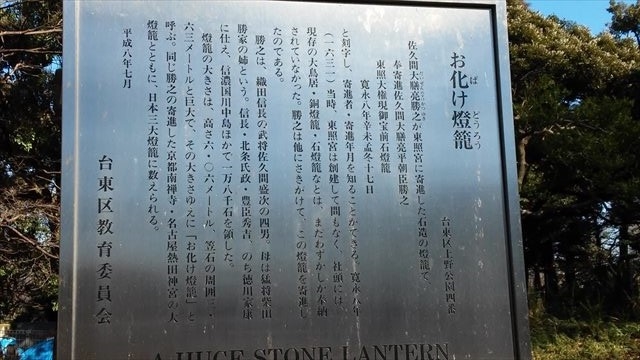 お化け燈籠
ば とうろう
台東区上野公園四番
佐久間大膳亮勝之が東照宮に寄進した石造の燈籠で、
奉寄進佐久間大膳亮平朝臣勝之
東照大権現御宝前石燈籠
寛永八年辛未孟冬十七日
と刻字し、寄進者・寄進年月を知ることができる。寛永八年
(一六三一)当時、東照宮は創建して間もなく、社頭には、
現存の大鳥居・銅燈籠・石燈籠などは、まだわずかしか奉納
されていなかった。勝之は他にさきがけて、この燈籠を寄進し
たのである。
勝之は、織田信長の武将佐久間盛次の四男。母は猛将柴田
勝家の姉という。信長・北条氏政・豊臣秀吉、のち徳川家康
に仕え、信濃国川中島ほかで一万八千石を領した。
燈籠の大きさは、高さ六・〇六メートル、笠石の周囲三・
六三メートルと巨大で、その大きさゆえに「お化け燈籠」と
呼ぶ。同じ勝之の寄進した京都南禅寺・名古屋熱田神宮の大
燈籠とともに、日本三大燈籠に数えられる。
平成八年七月
台東区教育委員会
A HUGE STONE LANTERN